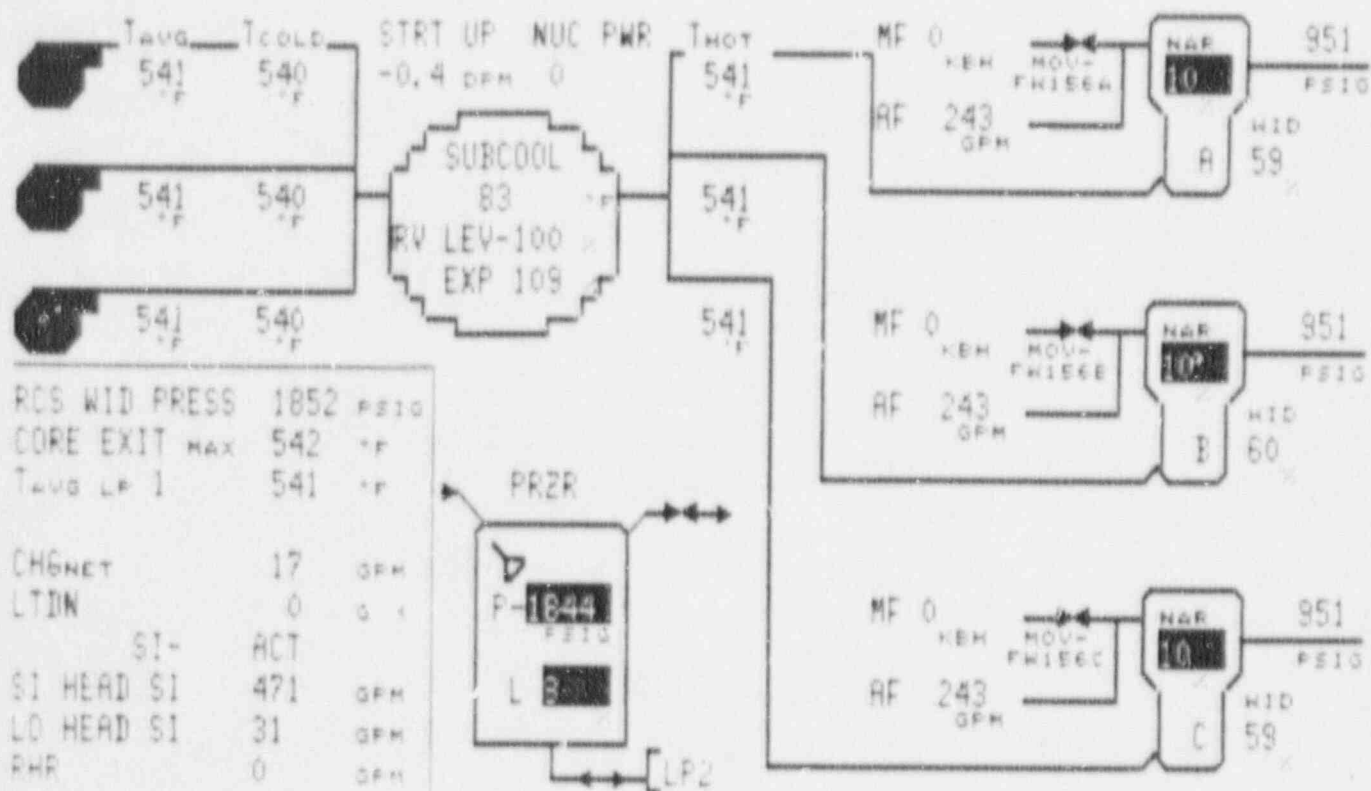 TAVG TCOLD STRT UP NUC PWR THOT MF 0 KBH MOV-FW156A NAR 951 PSIG
541 °F 540 °F -0.4 DPM 0 541 °F 10
AF 243 GPM WID
SUBCOOL A 59 %
541 °F 540 °F 83 °F 541 °F
RV LEV-100 %
EXP 109
541 °F 540 °F 541 °F MF 0 KBH MOV-FW156B NAR 951 PSIG
10
RCS WID PRESS 1852 PSIG AF 243 GPM WID
CORE EXIT MAX 542 °F B 60 %
TAVG LP 1 541 °F PRZR
CHGNET 17 GPM P-1844 PSIG
LTDN 0 MF 0 KBH MOV-FW156C NAR 951 PSIG
SI- ACT 10
SI HEAD SI 471 GPM L AF 243 GPM WID
LO HEAD SI 31 GPM C 59 %
RHR 0 GPM LP2